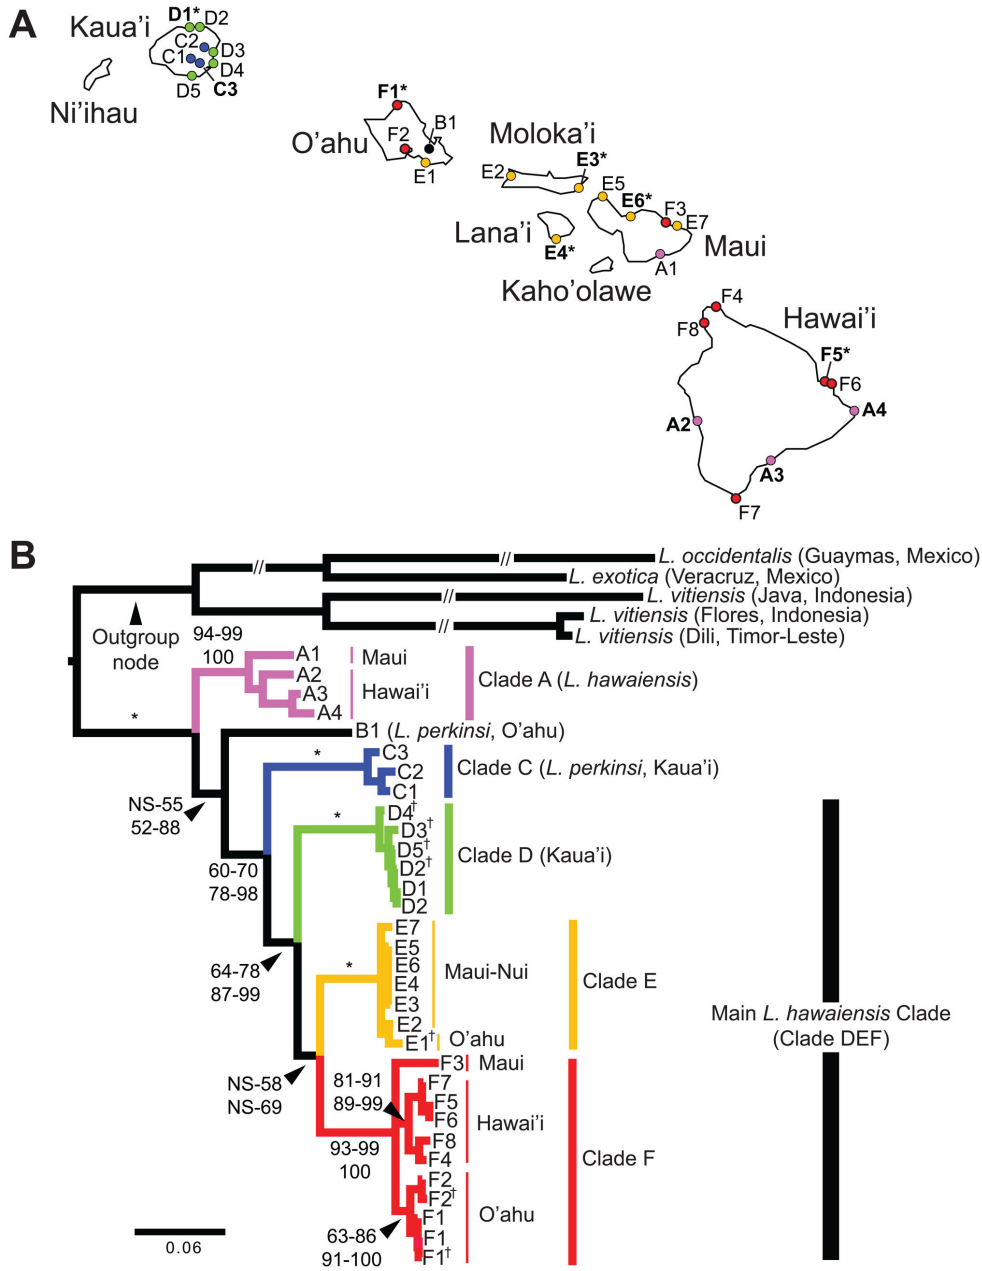 A
Kaua'i
D1*
D2
C2
C1
D3
D4
D5
C3
Ni'ihau
F1*
O'ahu
F2
B1
E1
Moloka'i
E2
E3*
E5
E6*
F3
E7
Lana'i
E4*
Maui
A1
Kaho'olawe
F4
Hawai'i
F8
F5*
F6
A4
A2
A3
F7
B
// // L. occidentalis (Guaymas, Mexico)
L. exotica (Veracruz, Mexico)
// L. vitiensis (Java, Indonesia)
L. vitiensis (Flores, Indonesia)
// L. vitiensis (Dili, Timor-Leste)
Outgroup
node
94-99
100
A1
Maui
A2
A3
A4
Hawai'i
Clade A (L. hawaiensis)
*
B1 (L. perkinsi, O'ahu)
*
C3
C2
C1
Clade C (L. perkinsi, Kaua'i)
NS-55
52-88
*
D4†
D3†
D5†
D2†
D1
D2
Clade D (Kaua'i)
60-70
78-98
64-78
87-99
*
E7
E5
E6
E4
E3
E2
Maui-Nui
E1†
O'ahu
Clade E
Main L. hawaiensis Clade
(Clade DEF)
NS-58
NS-69
F3
Maui
81-91
89-99
F7
F5
F6
F8
F4
Hawai'i
93-99
100
Clade F
F2
F2†
F1
F1
F1†
O'ahu
63-86
91-100
0.06